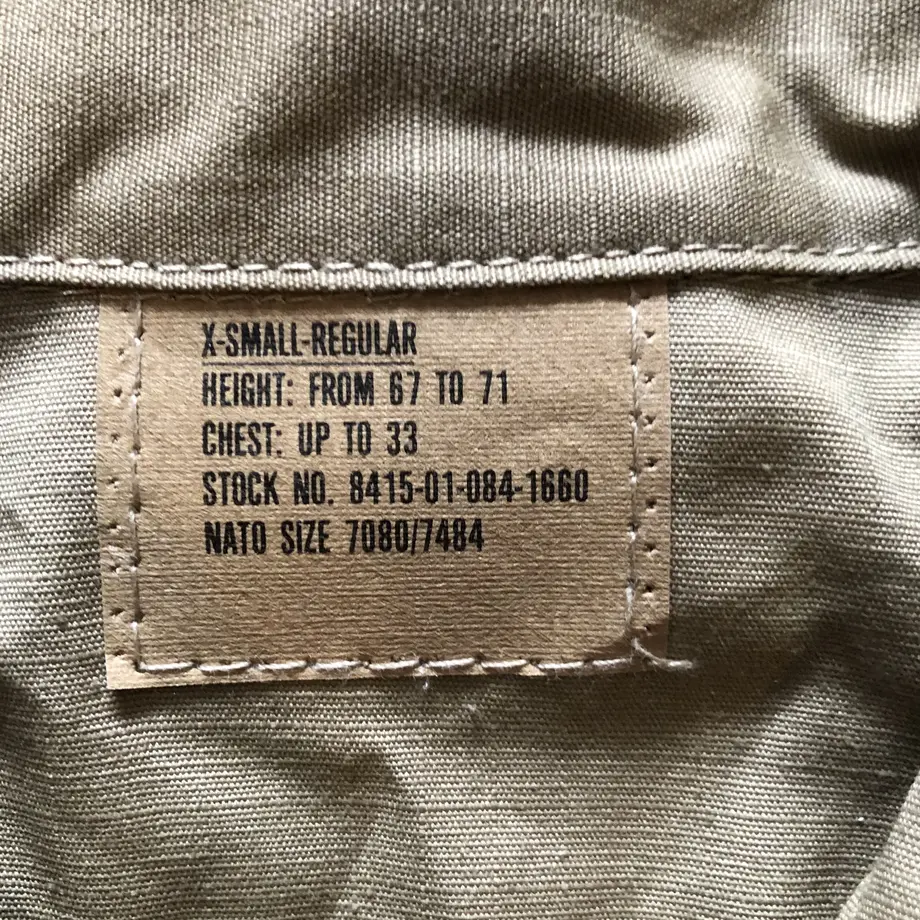 X-SMALL-REGULAR
HEIGHT: FROM 67 TO 71
CHEST: UP TO 33
STOCK NO. 8415-01-084-1660
NATO SIZE 7080/7484